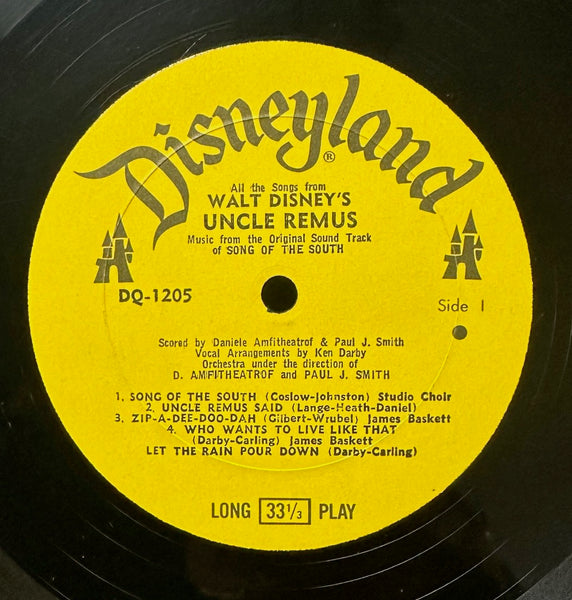 Disneyland®
All the Songs from
WALT DISNEY'S
UNCLE REMUS
Music from the Original Sound Track
of SONG OF THE SOUTH
DQ-1205
Side 1
Scored by Daniele Amfitheatrof & Paul J. Smith
Vocal Arrangements by Ken Darby
Orchestra under the direction of
D. AMFITHEATROF and PAUL J. SMITH
1. SONG OF THE SOUTH (Coslow-Johnston) Studio Choir
2. UNCLE REMUS SAID (Lange-Heath-Daniel)
3. ZIP-A-DEE-DOO-DAH (Gilbert-Wrubel) James Baskett
4. WHO WANTS TO LIVE LIKE THAT
(Darby-Carling) James Baskett
LET THE RAIN POUR DOWN (Darby-Carling)
LONG 33⅓ PLAY